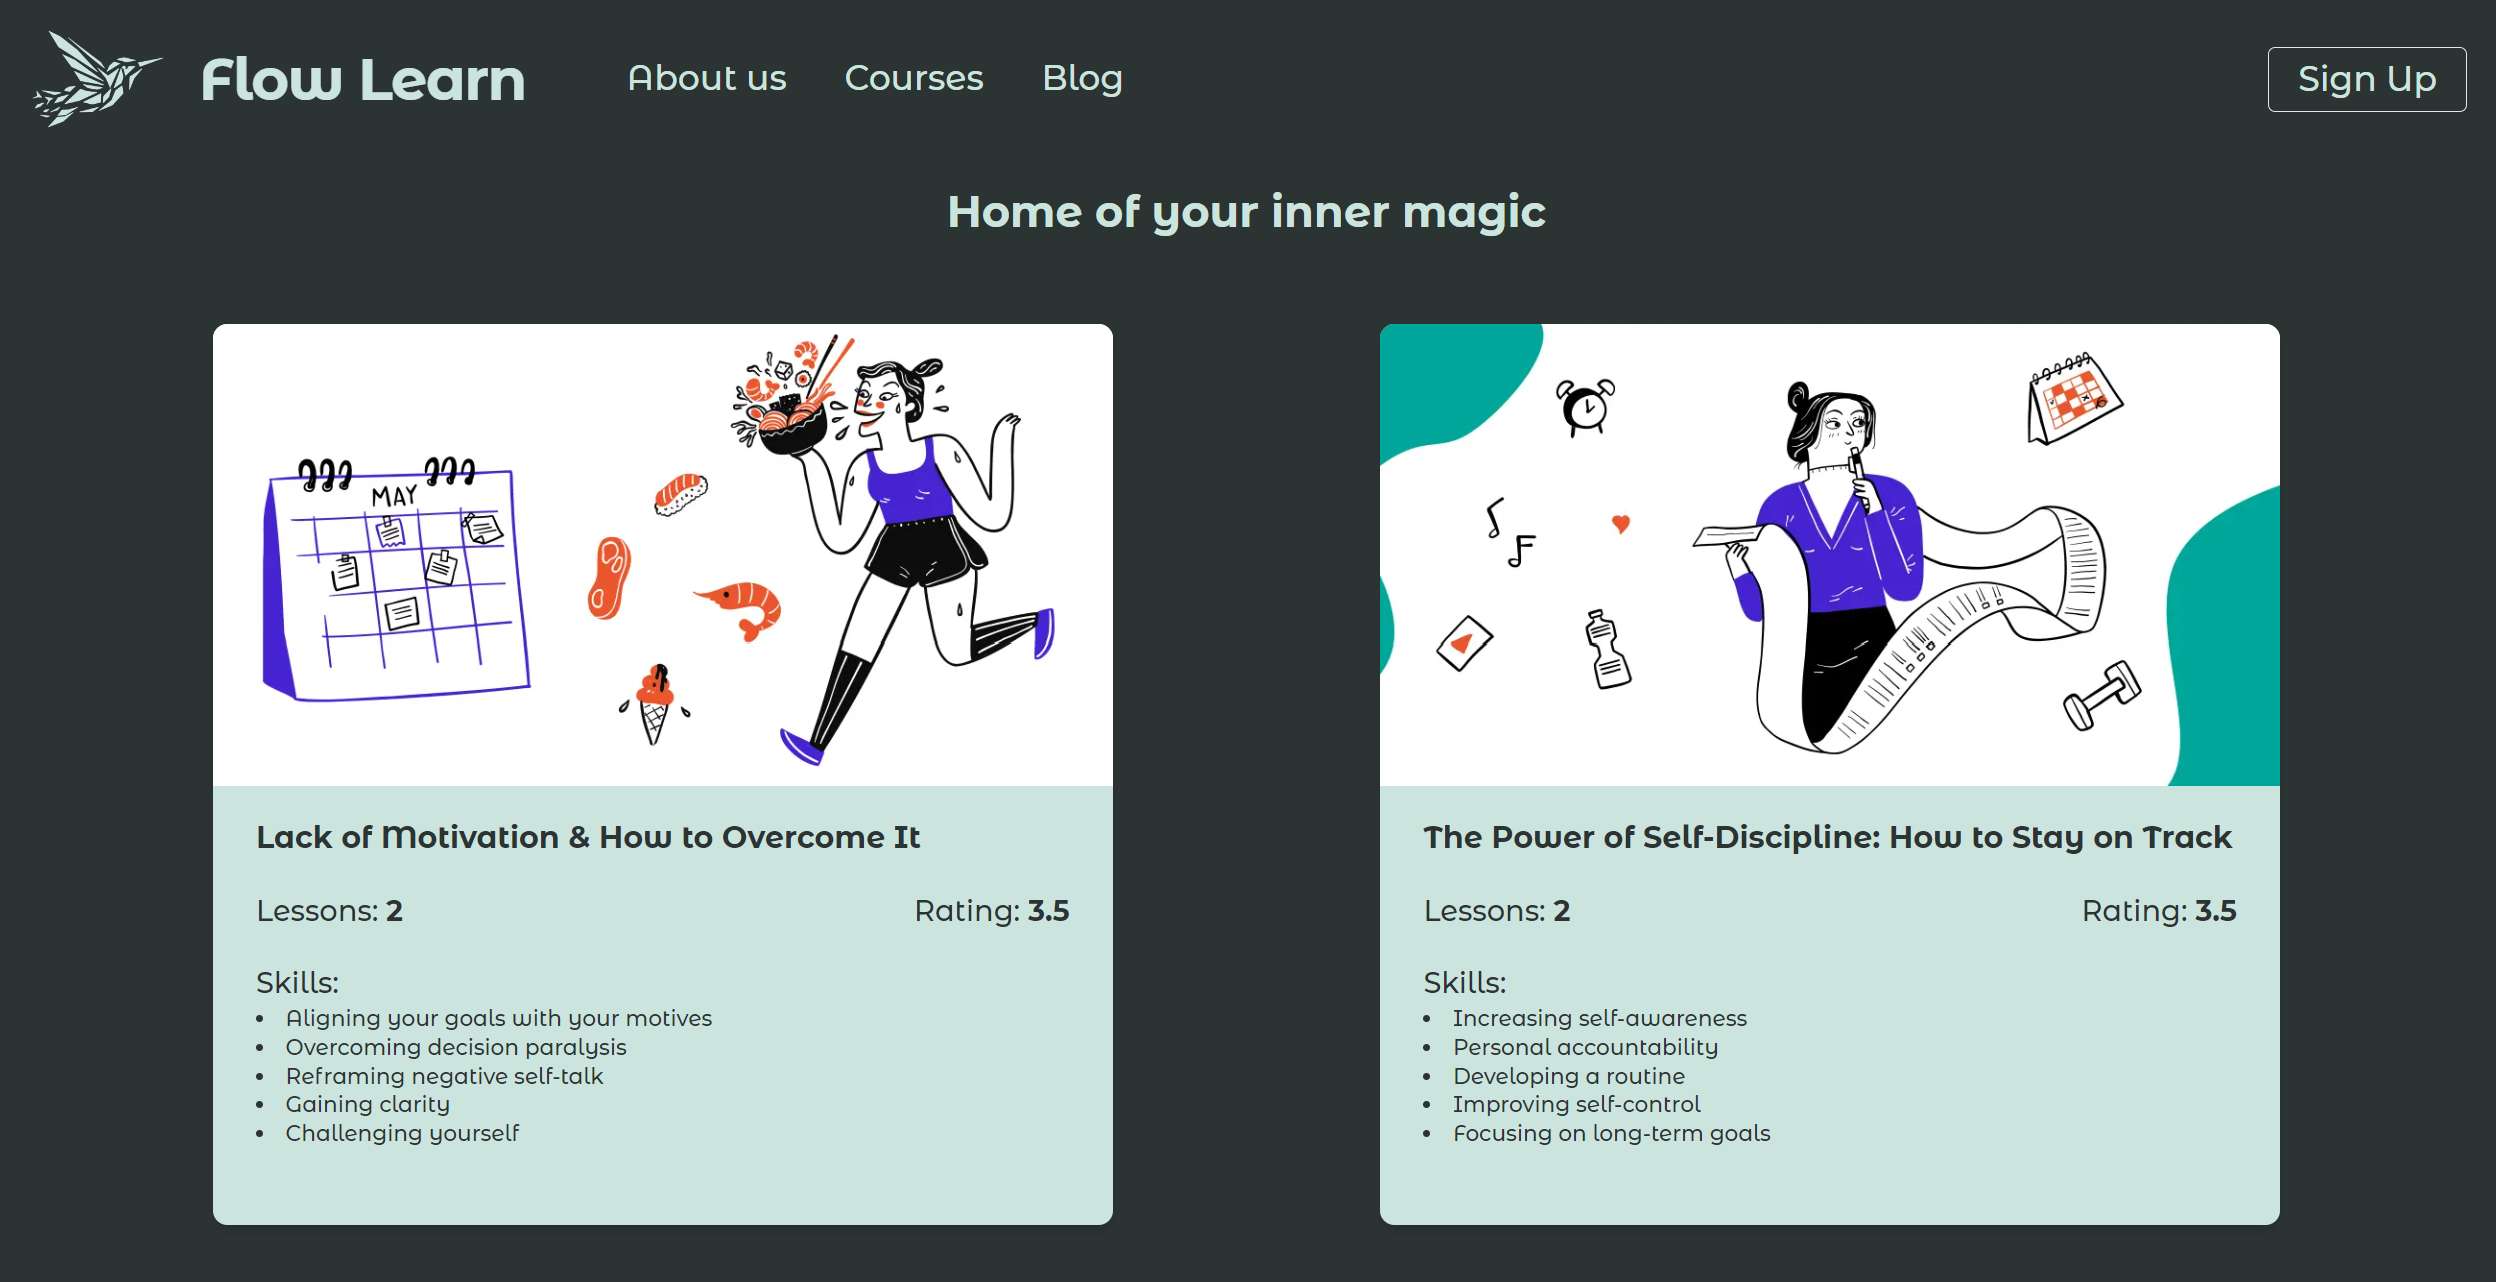 Flow Learn
About us
Courses
Blog
Sign Up
Home of your inner magic
MAY
Lack of Motivation & How to Overcome It
Lessons: 2
Rating: 3.5
Skills:
• Aligning your goals with your motives
• Overcoming decision paralysis
• Reframing negative self-talk
• Gaining clarity
• Challenging yourself
The Power of Self-Discipline: How to Stay on Track
Lessons: 2
Rating: 3.5
Skills:
• Increasing self-awareness
• Personal accountability
• Developing a routine
• Improving self-control
• Focusing on long-term goals